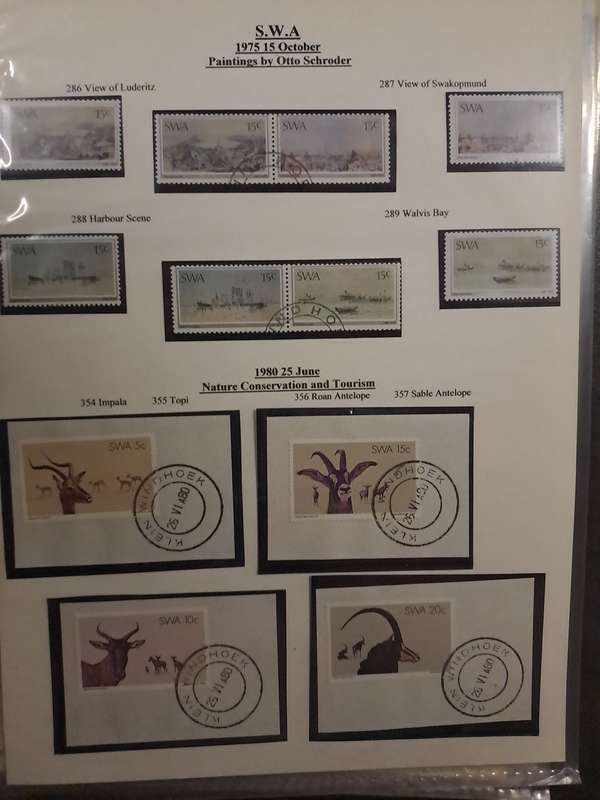 S.W.A
1975 15 October
Paintings by Otto Schroder
286 View of Luderitz
287 View of Swakopmund
15c
SWA 15c
SWA 15c
SWA 15c
288 Harbour Scene
289 Walvis Bay
15c
SWA 15c
SWA 15c
SWA 15c
WINDHO
1980 25 June
Nature Conservation and Tourism
354 Impala 355 Topi 356 Roan Antelope 357 Sable Antelope
SWA 5c
KLEIN WINDHOEK
SWA 15c
KLEIN WINDHOEK
SWA 10c
KLEIN WINDHOEK
SWA 20c
KLEIN WINDHOEK